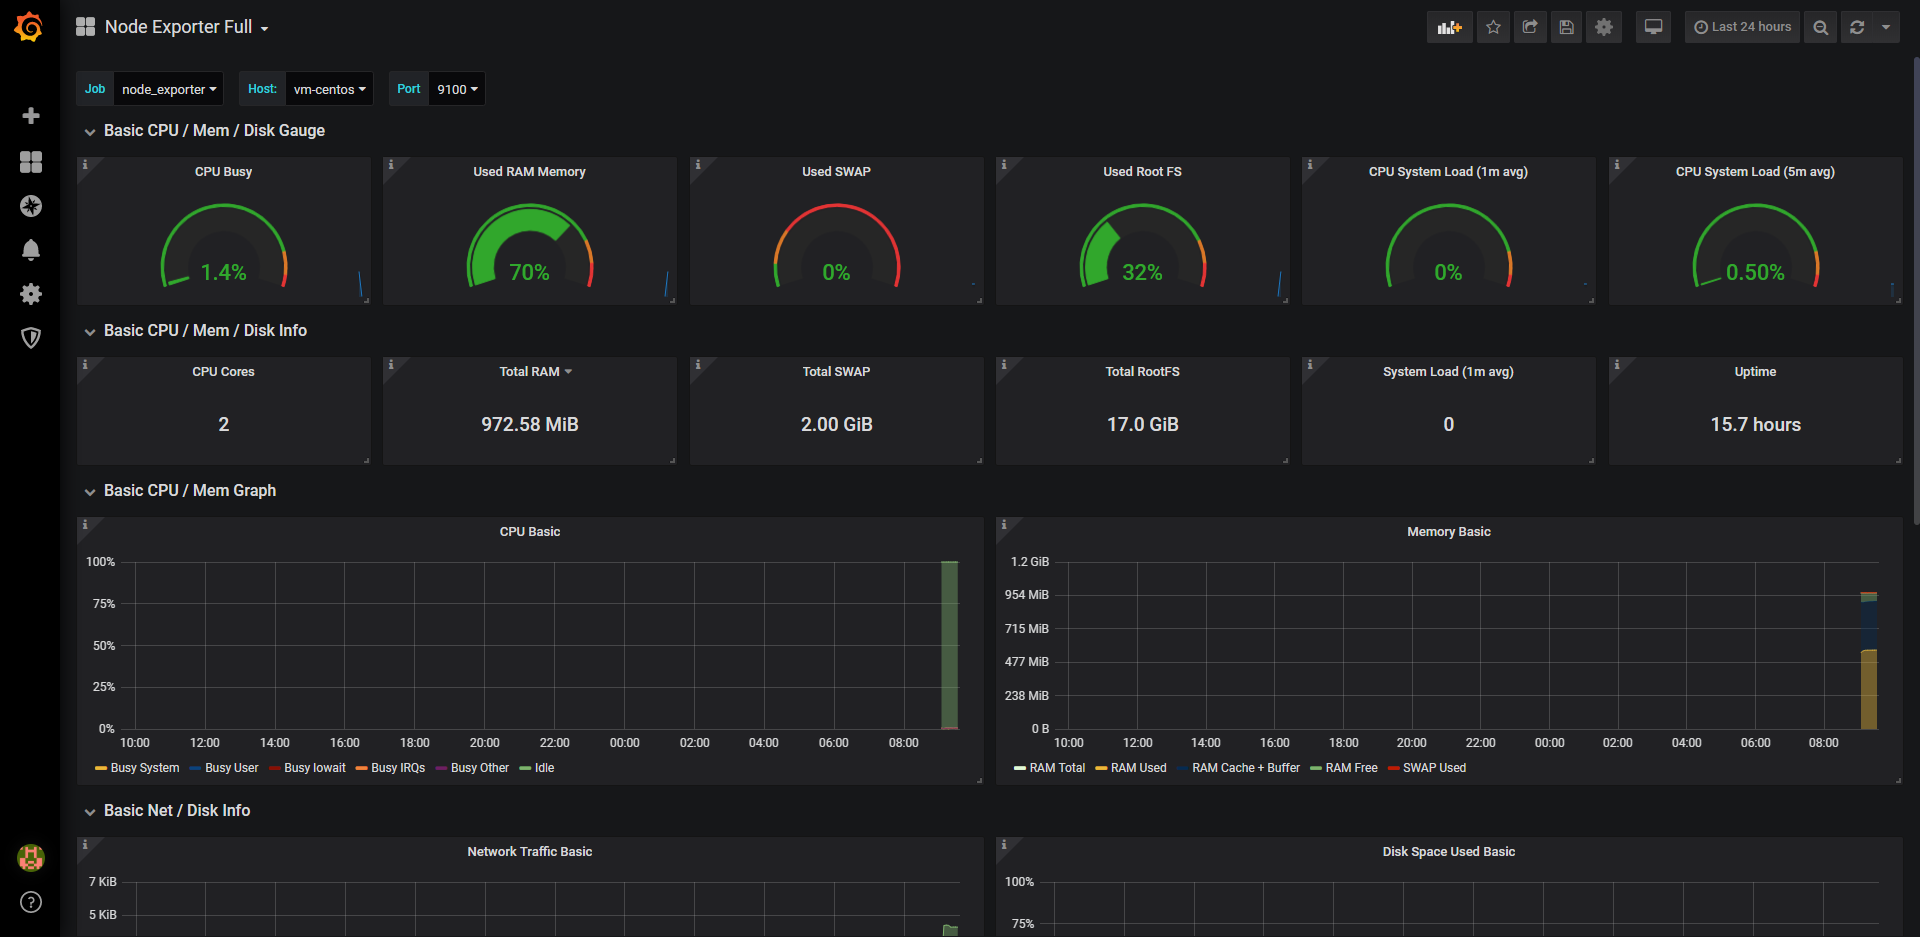 Node Exporter Full
Last 24 hours
Job node_exporter Host: vm-centos Port 9100
Basic CPU / Mem / Disk Gauge
CPU Busy
1.4%
Used RAM Memory
70%
Used SWAP
0%
Used Root FS
32%
CPU System Load (1m avg)
0%
CPU System Load (5m avg)
0.50%
Basic CPU / Mem / Disk Info
CPU Cores
2
Total RAM
972.58 MiB
Total SWAP
2.00 GiB
Total RootFS
17.0 GiB
System Load (1m avg)
0
Uptime
15.7 hours
Basic CPU / Mem Graph
CPU Basic
100%
75%
50%
25%
0%
10:00 12:00 14:00 16:00 18:00 20:00 22:00 00:00 02:00 04:00 06:00 08:00
Busy System Busy User Busy Iowait Busy IRQs Busy Other Idle
Memory Basic
1.2 GiB
954 MiB
715 MiB
477 MiB
238 MiB
0 B
10:00 12:00 14:00 16:00 18:00 20:00 22:00 00:00 02:00 04:00 06:00 08:00
RAM Total RAM Used RAM Cache + Buffer RAM Free SWAP Used
Basic Net / Disk Info
Network Traffic Basic
7 KiB
5 KiB
Disk Space Used Basic
100%
75%